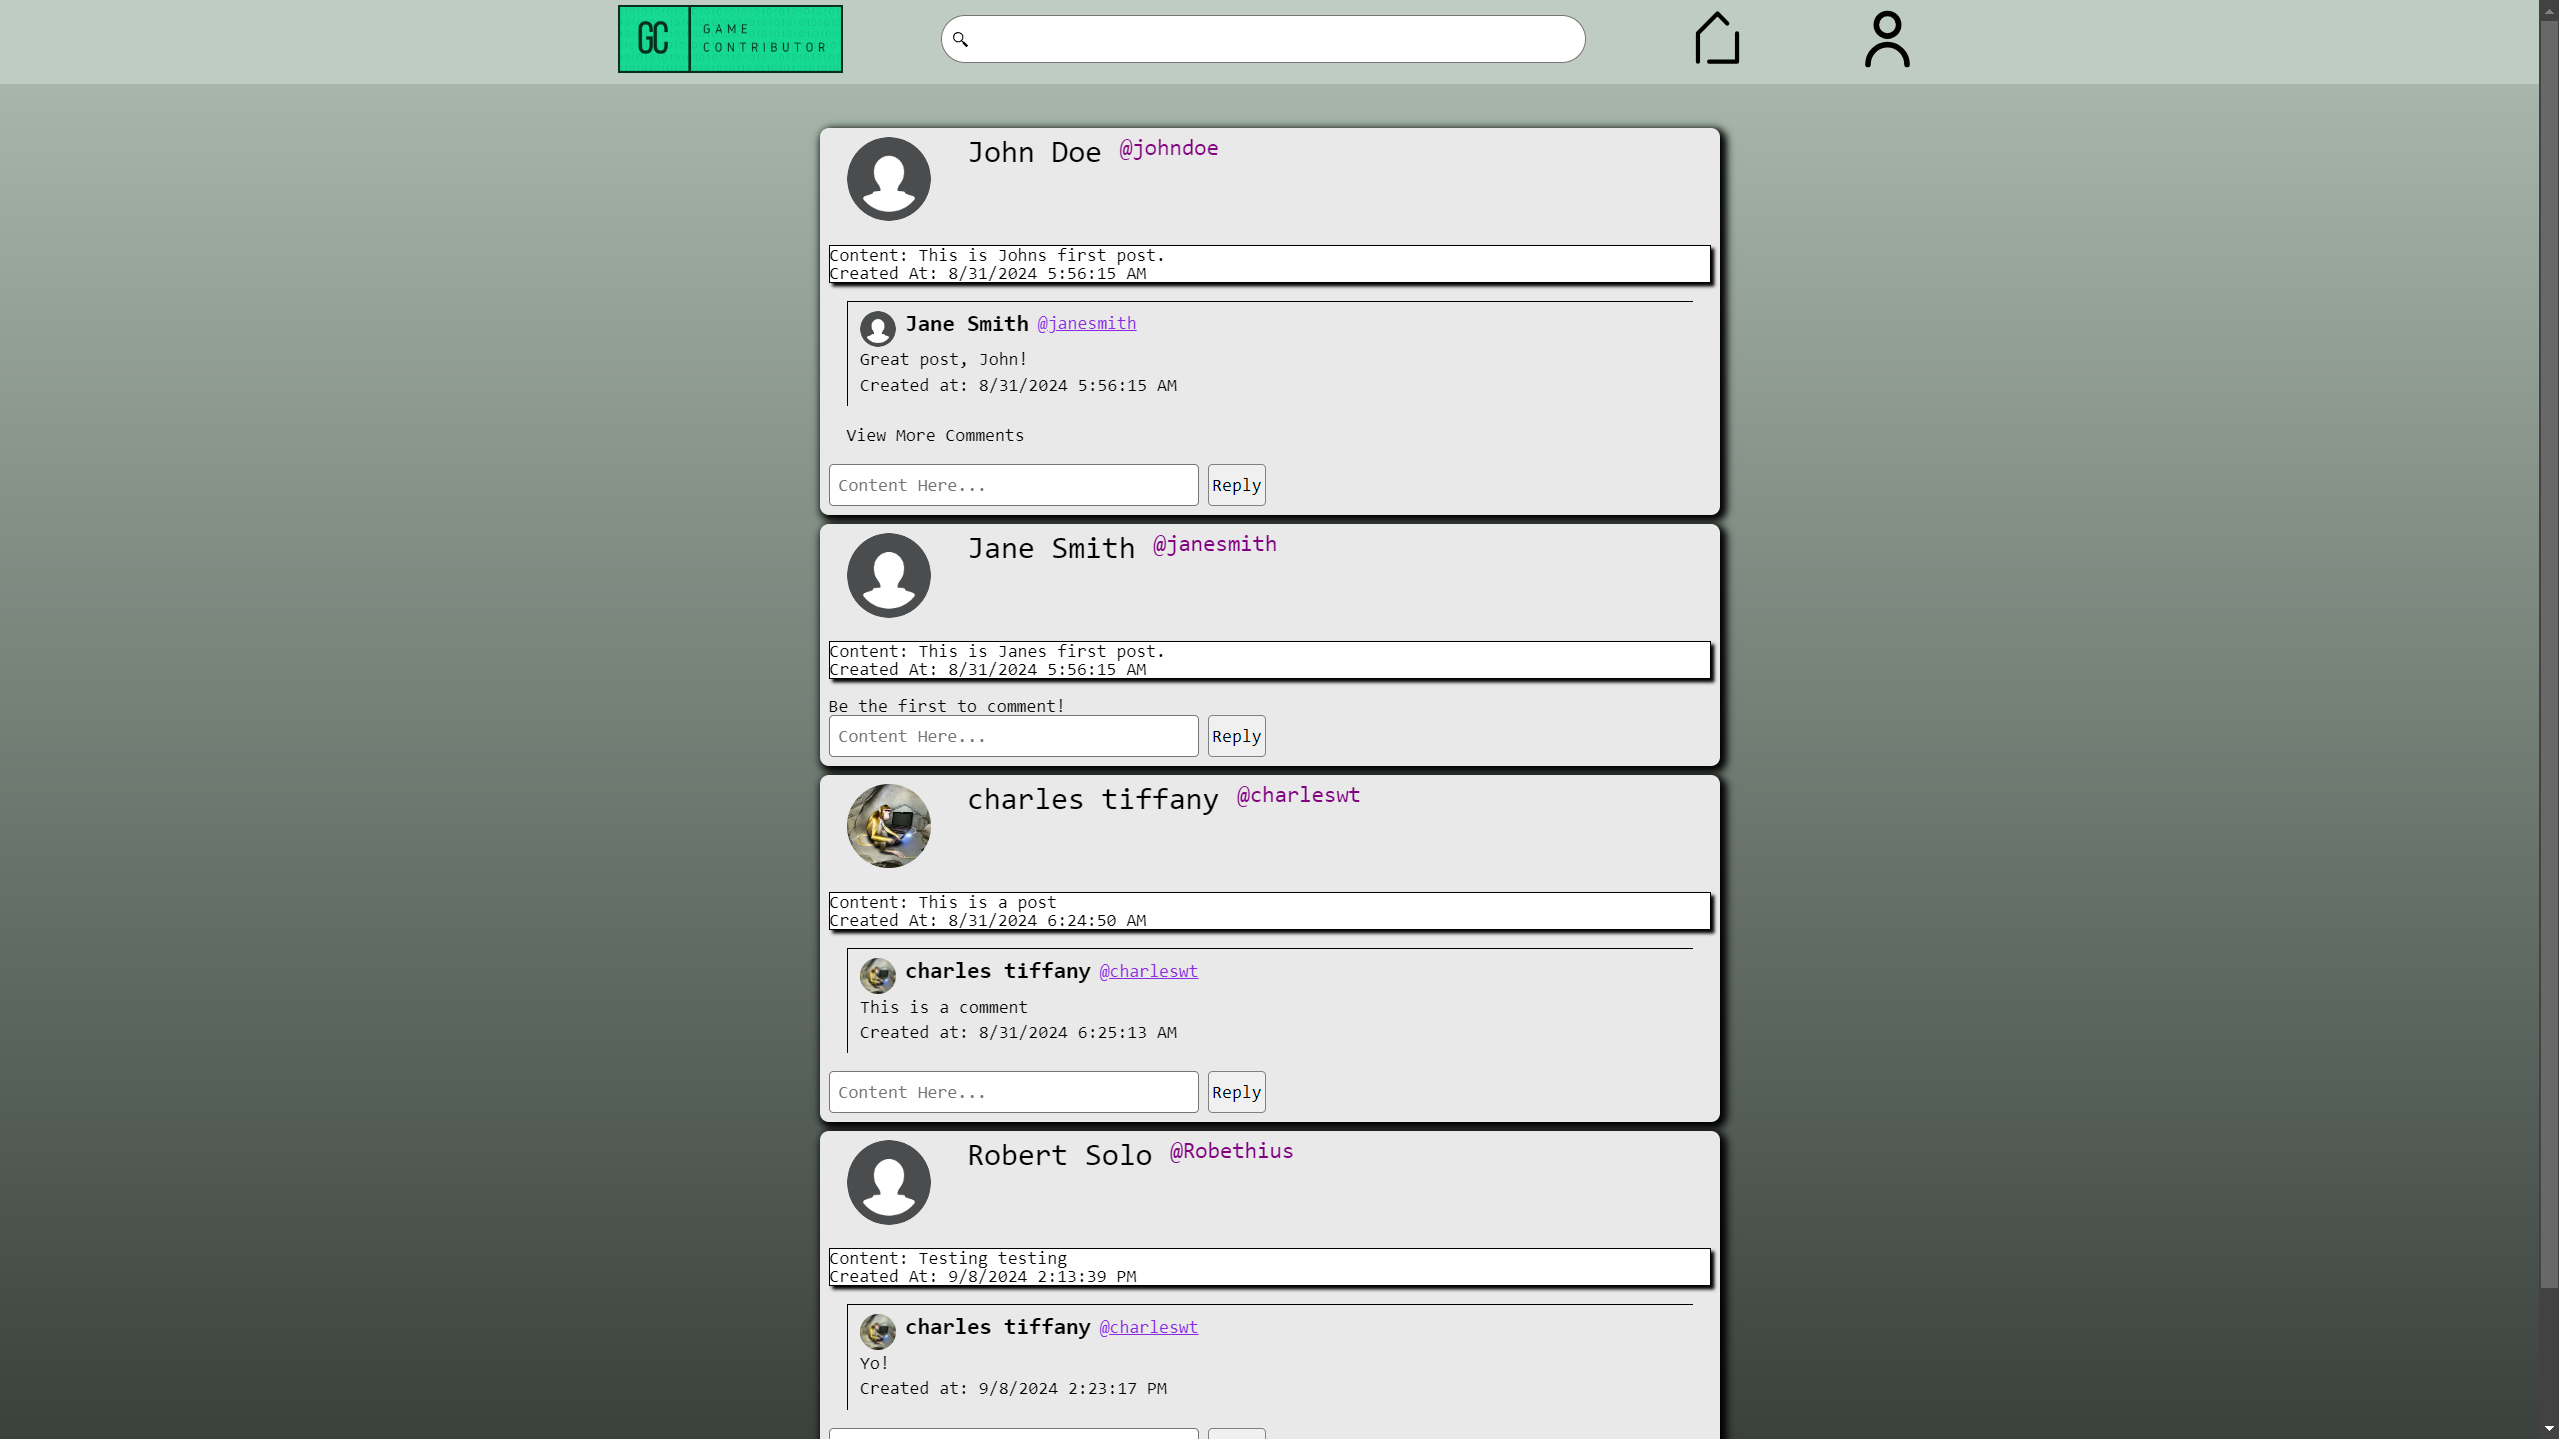 GC
GAME
CONTRIBUTOR
John Doe @johndoe
Content: This is Johns first post.
Created At: 8/31/2024 5:56:15 AM
Jane Smith @janesmith
Great post, John!
Created at: 8/31/2024 5:56:15 AM
View More Comments
Content Here... Reply
Jane Smith @janesmith
Content: This is Janes first post.
Created At: 8/31/2024 5:56:15 AM
Be the first to comment!
Content Here... Reply
charles tiffany @charleswt
Content: This is a post
Created At: 8/31/2024 6:24:50 AM
charles tiffany @charleswt
This is a comment
Created at: 8/31/2024 6:25:13 AM
Content Here... Reply
Robert Solo @Robethius
Content: Testing testing
Created At: 9/8/2024 2:13:39 PM
charles tiffany @charleswt
Yo!
Created at: 9/8/2024 2:23:17 PM